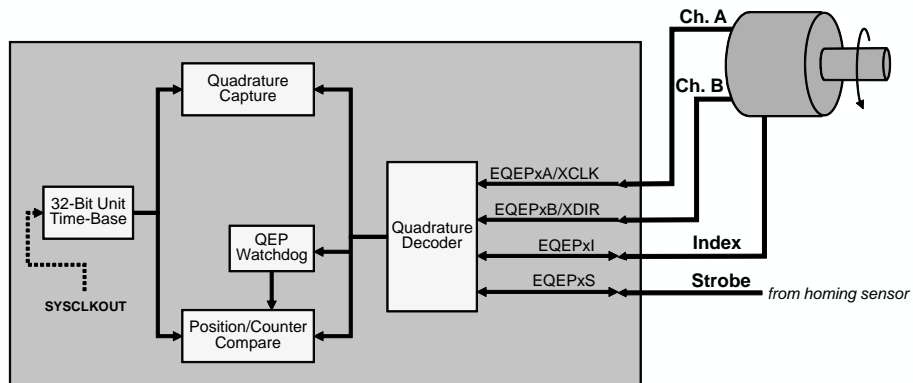 Ch. A
Quadrature
Capture
Ch. B
EQEPxA/XCLK
32-Bit Unit
Time-Base
Quadrature
Decoder
EQEPxB/XDIR
QEP
Watchdog
EQEPxI
Index
EQEPxS
Strobe
from homing sensor
SYSCLKOUT
Position/Counter
Compare